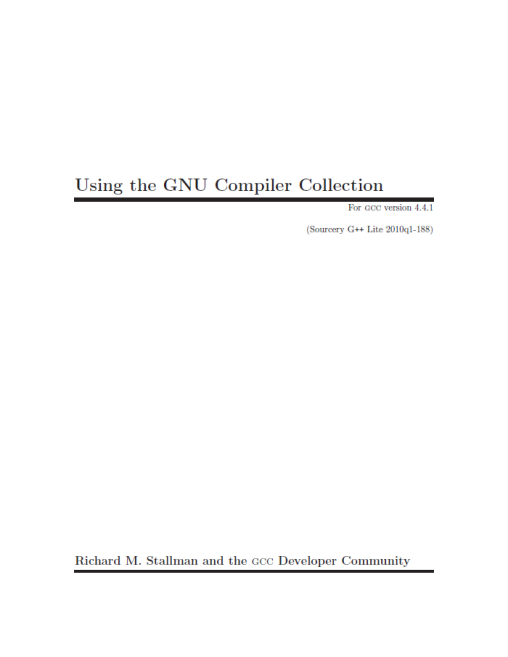 Using the GNU Compiler Collection
For GCC version 4.4.1
(Sourcery G++ Lite 2010q1-188)
Richard M. Stallman and the GCC Developer Community